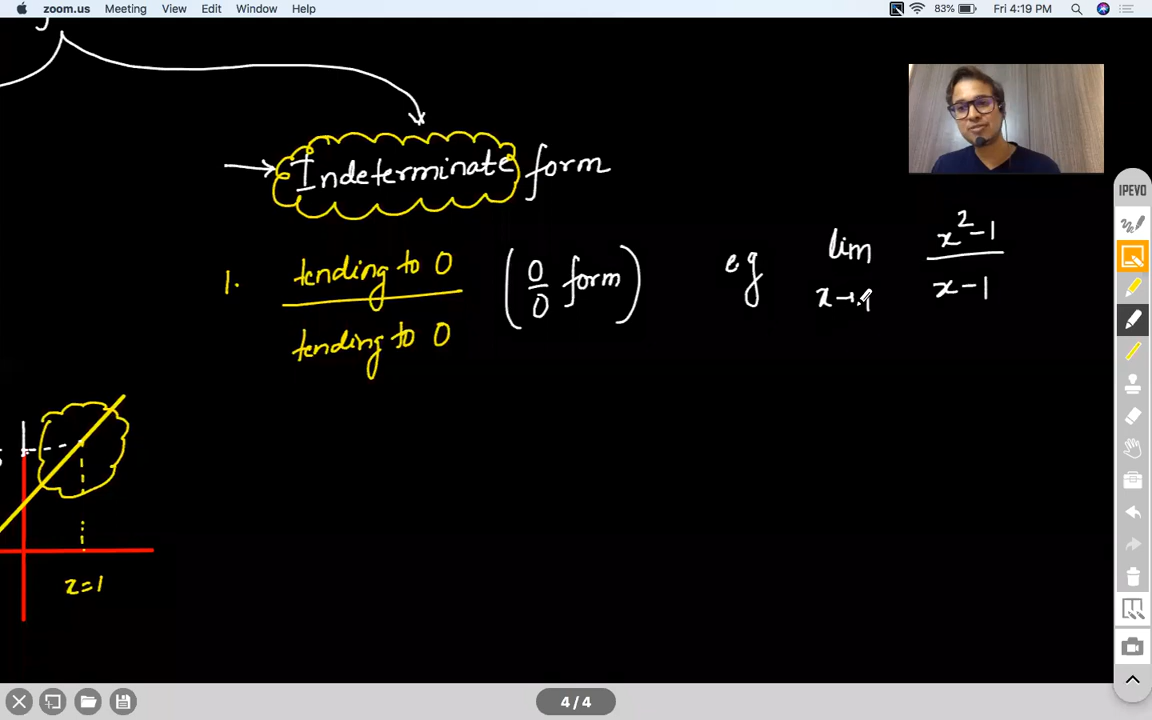 zoom.us Meeting View Edit Window Help 83% Fri 4:19 PM
Indeterminate form
IPEVO
1. tending to 0 / tending to 0 (0/0 form) eg lim x→1 x²-1 / x-1
x=1
4/4